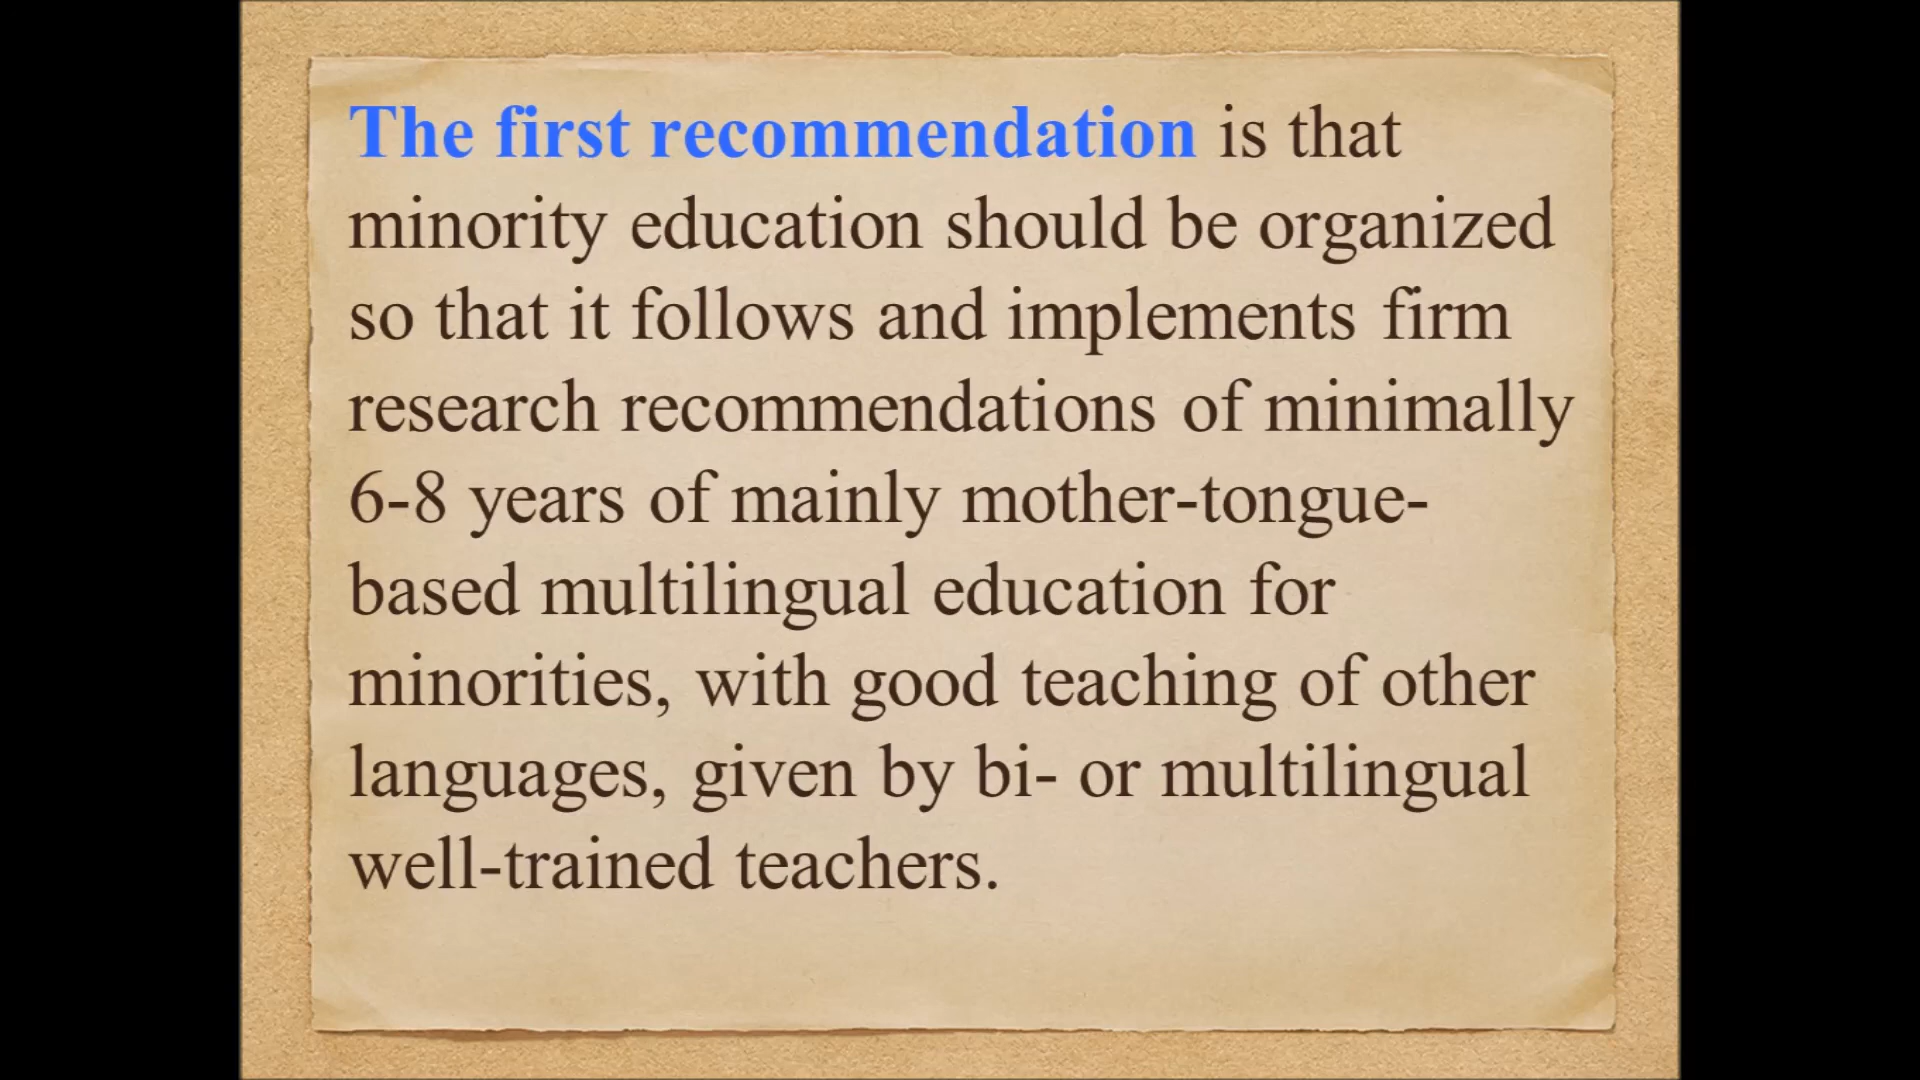 The first recommendation is that
minority education should be organized
so that it follows and implements firm
research recommendations of minimally
6-8 years of mainly mother-tongue-
based multilingual education for
minorities, with good teaching of other
languages, given by bi- or multilingual
well-trained teachers.